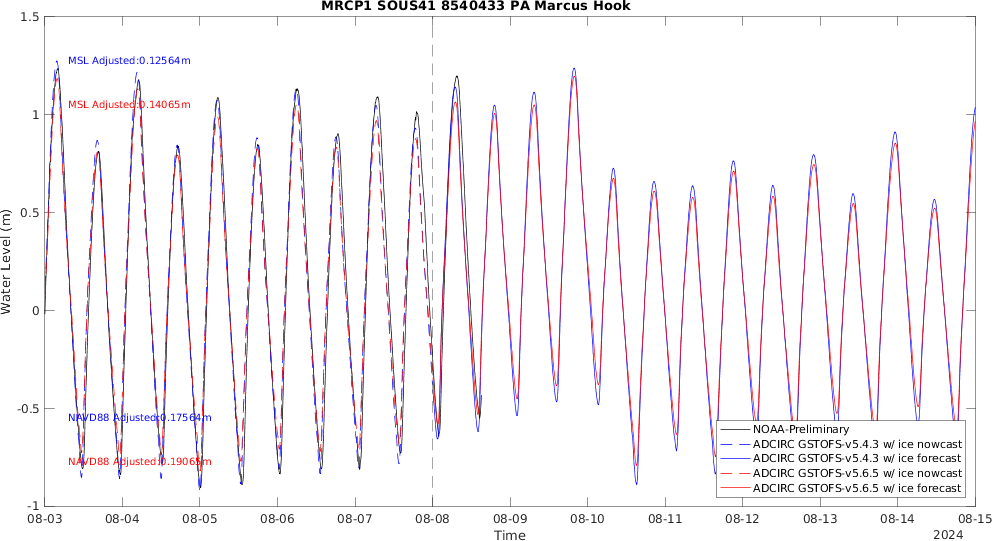 MRCP1 SOUS41 8540433 PA Marcus Hook
1.5
1
0.5
0
-0.5
-1
Water Level (m)
MSL Adjusted:0.12564m
MSL Adjusted:0.14065m
NAVD88 Adjusted:0.17564m
NAVD88 Adjusted:0.19065m
NOAA-Preliminary
ADCIRC GSTOFS-v5.4.3 w/ ice nowcast
ADCIRC GSTOFS-v5.4.3 w/ ice forecast
ADCIRC GSTOFS-v5.6.5 w/ ice nowcast
ADCIRC GSTOFS-v5.6.5 w/ ice forecast
08-03 08-04 08-05 08-06 08-07 08-08 08-09 08-10 08-11 08-12 08-13 08-14 08-15
Time
2024